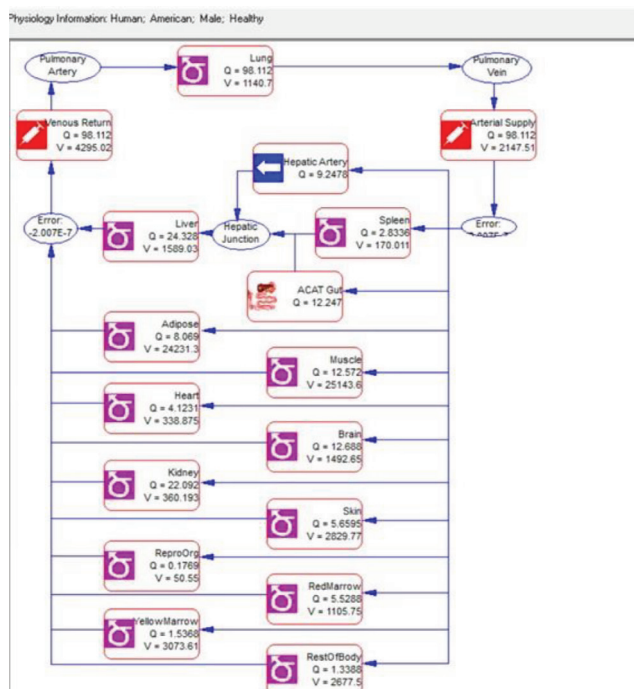 Physiology Information: Human; American; Male; Healthy
Pulmonary
Artery
Lung
Q = 98.112
V = 1140.7
Pulmonary
Vein
Venous Return
Q = 98.112
V = 4295.02
Arterial Supply
Q = 98.112
V = 2147.51
Hepatic Artery
Q = 9.2478
Error:
-2.007E-7
Liver
Q = 24.328
V = 1589.03
Hepatic
Junction
Spleen
Q = 2.8336
V = 170.011
Error:
ACAT Gut
Q = 12.247
Adipose
Q = 8.069
V = 24231.3
Muscle
Q = 12.572
V = 25143.6
Heart
Q = 4.1231
V = 338.875
Brain
Q = 12.688
V = 1492.65
Kidney
Q = 22.092
V = 360.193
Skin
Q = 5.6595
V = 2829.77
ReproOrg
Q = 0.1769
V = 50.55
RedMarrow
Q = 5.5288
V = 1105.75
YellowMarrow
Q = 1.5368
V = 3073.61
RestOfBody
Q = 1.3388
V = 2677.5